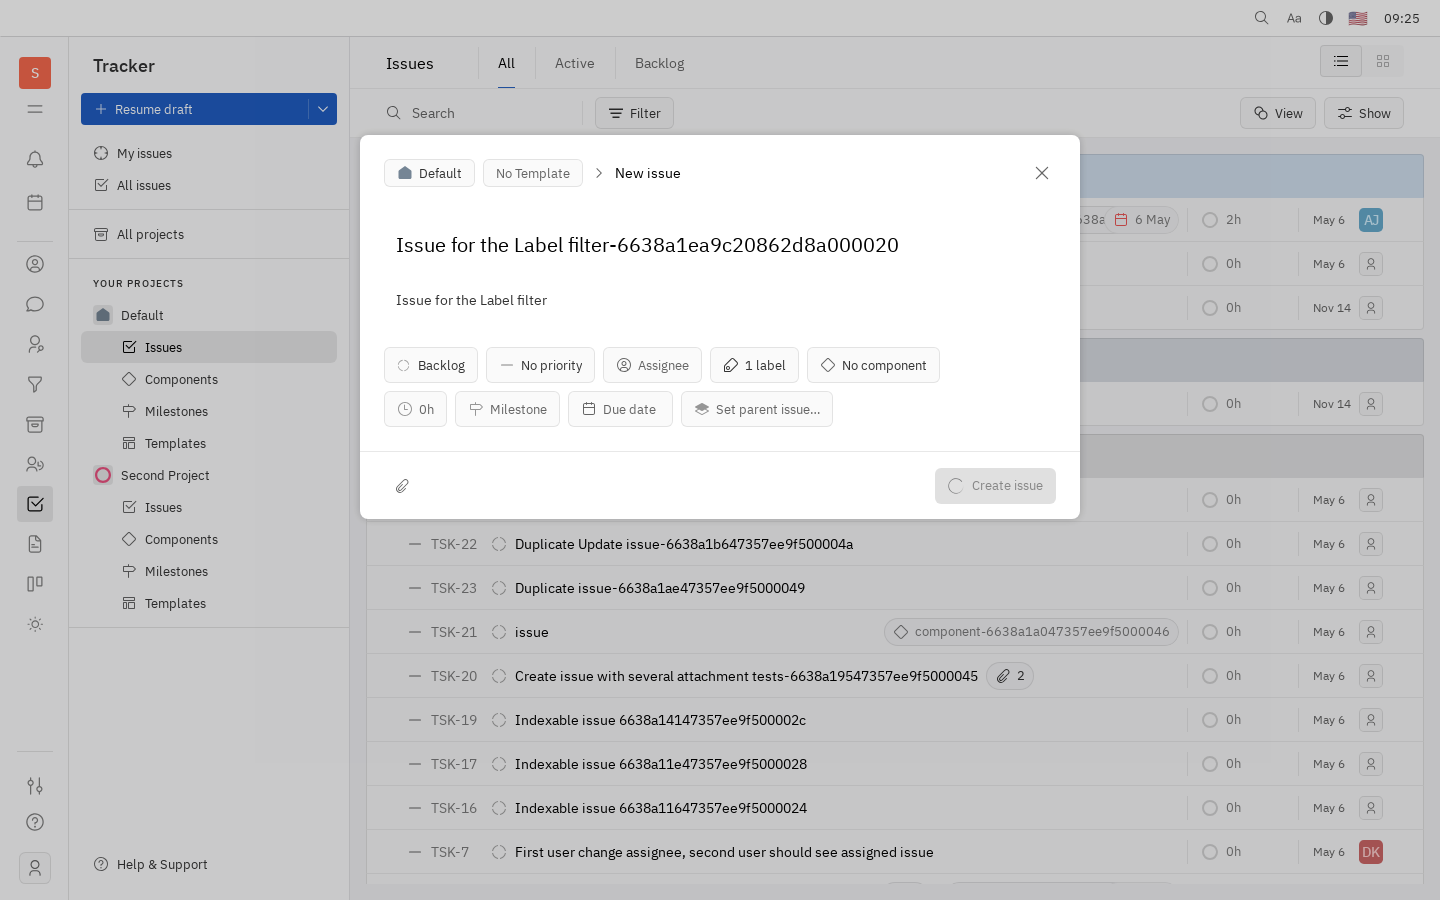 Aa
09:25
S
Tracker
Resume draft
My issues
All issues
All projects
YOUR PROJECTS
Default
Issues
Components
Milestones
Templates
Second Project
Issues
Components
Milestones
Templates
Help & Support
Issues
All
Active
Backlog
Search
Filter
View
Show
Default
No Template
New issue
Issue for the Label filter-6638a1ea9c20862d8a000020
Issue for the Label filter
Backlog
No priority
Assignee
1 label
No component
0h
Milestone
Due date
Set parent issue...
Create issue
638a 6 May 2h May 6 AJ
0h May 6
0h Nov 14
0h Nov 14
0h May 6
TSK-22 Duplicate Update issue-6638a1b647357ee9f500004a 0h May 6
TSK-23 Duplicate issue-6638a1ae47357ee9f5000049 0h May 6
TSK-21 issue component-6638a1a047357ee9f5000046 0h May 6
TSK-20 Create issue with several attachment tests-6638a19547357ee9f5000045 2 0h May 6
TSK-19 Indexable issue 6638a14147357ee9f500002c 0h May 6
TSK-17 Indexable issue 6638a11e47357ee9f5000028 0h May 6
TSK-16 Indexable issue 6638a11647357ee9f5000024 0h May 6
TSK-7 First user change assignee, second user should see assigned issue 0h May 6 DK